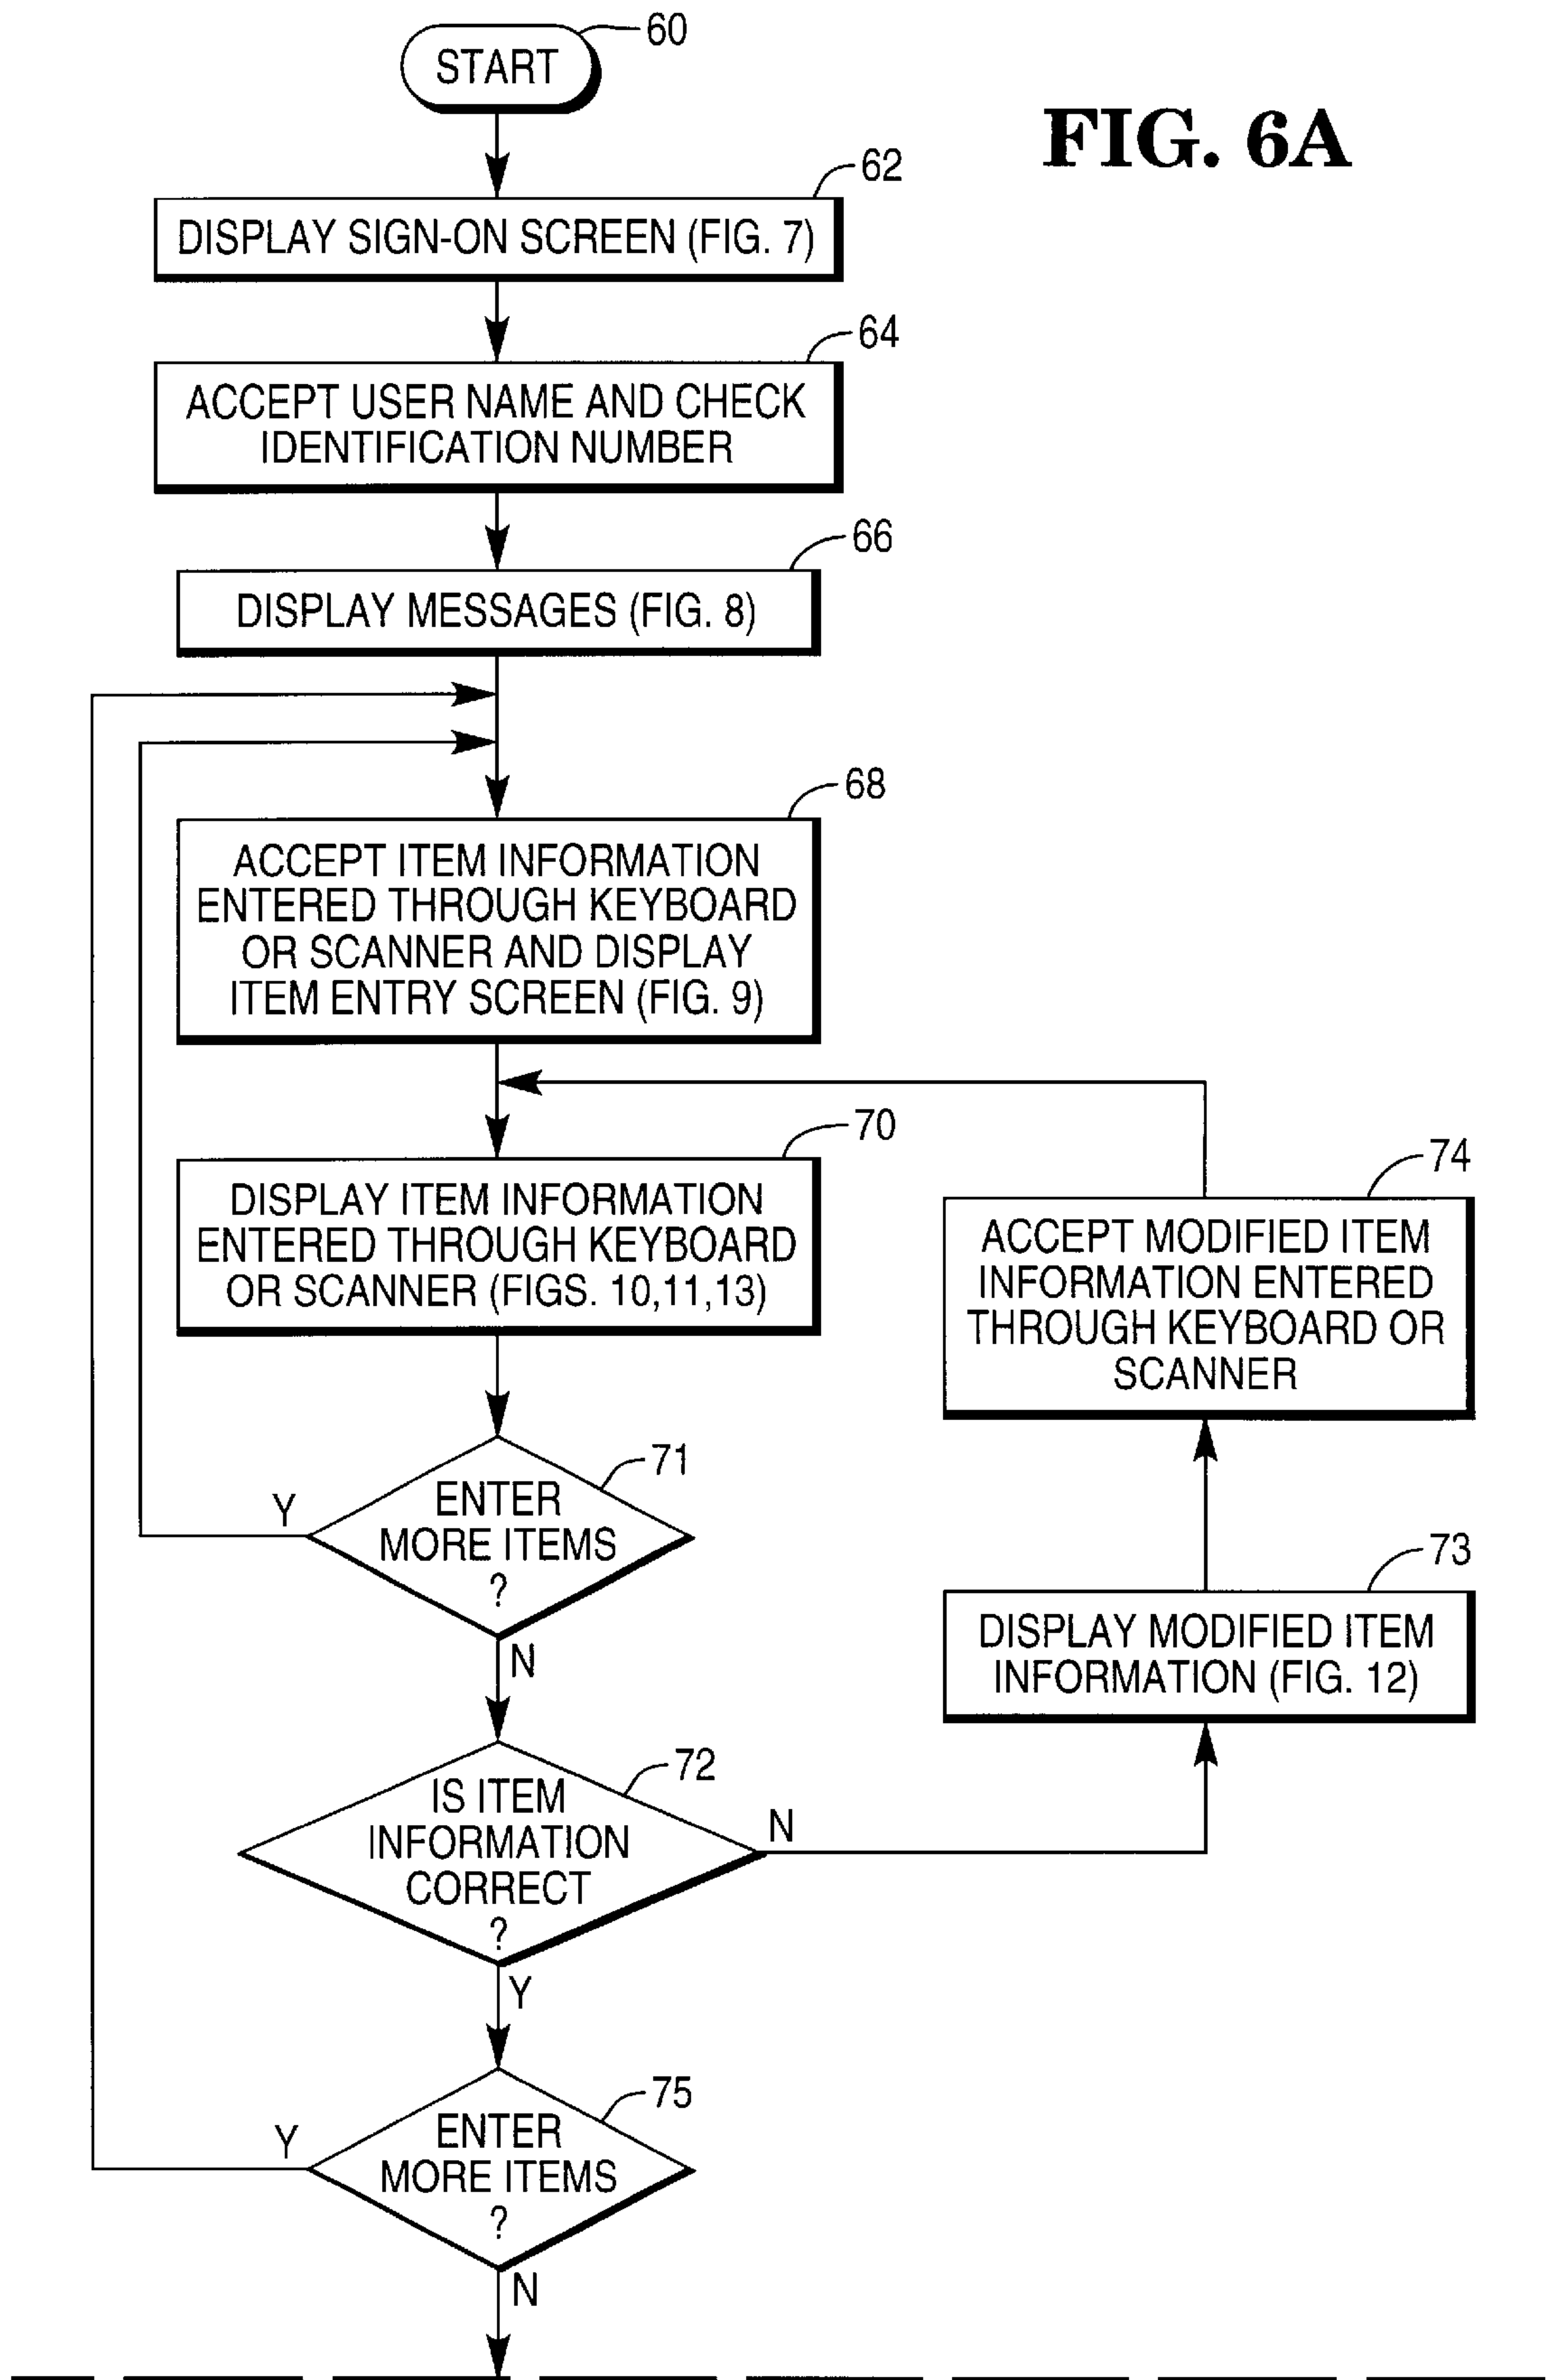 60
START
FIG. 6A
62
DISPLAY SIGN-ON SCREEN (FIG. 7)
64
ACCEPT USER NAME AND CHECK
IDENTIFICATION NUMBER
66
DISPLAY MESSAGES (FIG. 8)
68
ACCEPT ITEM INFORMATION
ENTERED THROUGH KEYBOARD
OR SCANNER AND DISPLAY
ITEM ENTRY SCREEN (FIG. 9)
70
DISPLAY ITEM INFORMATION
ENTERED THROUGH KEYBOARD
OR SCANNER (FIGS. 10,11,13)
74
ACCEPT MODIFIED ITEM
INFORMATION ENTERED
THROUGH KEYBOARD OR
SCANNER
71
Y
ENTER
MORE ITEMS
?
N
73
DISPLAY MODIFIED ITEM
INFORMATION (FIG. 12)
72
IS ITEM
INFORMATION
CORRECT
?
N
Y
75
Y
ENTER
MORE ITEMS
?
N